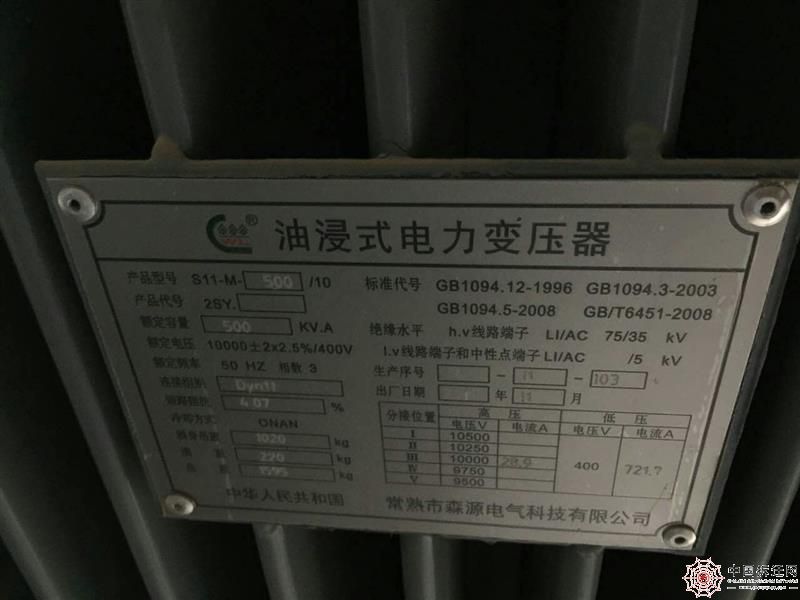 油浸式电力变压器
产品型号 S11-M- 500 /10
标准代号 GB1094.12-1996 GB1094.3-2003
产品代号 2SY.
GB1094.5-2008 GB/T6451-2008
额定容量 500 KV.A
绝缘水平 h.v线路端子 LI/AC 75/35 kV
额定电压 10000±2x2.5%/400V
l.v线路端子和中性点端子 LI/AC /5 kV
额定频率 50 HZ 相数 3
生产序号 - 11 - 103
连接组别 Dyn11
出厂日期 年 11 月
短路阻抗 4.07 %
冷却方式 ONAN
器身吊重 1020 kg
油重 220 kg
总重 1595 kg
分接位置 高压 低压
电压V 电流A 电压V 电流A
I 10500
II 10250
III 10000 28.9 400 721.7
IV 9750
V 9500
中华人民共和国 常熟市森源电气科技有限公司
中国标迁网